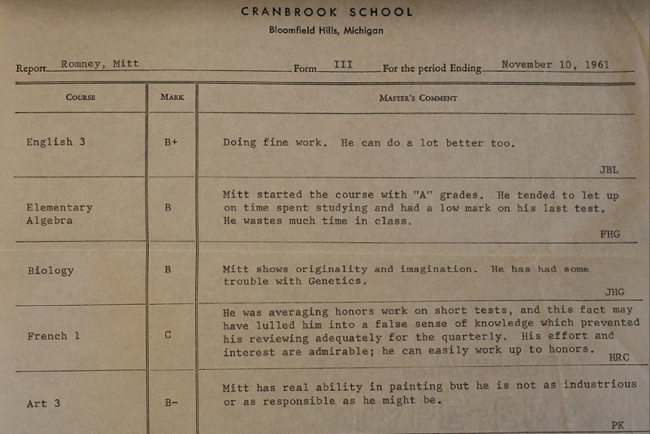 CRANBROOK SCHOOL
Bloomfield Hills, Michigan
Report Romney, Mitt Form III For the period Ending November 10, 1961
COURSE MARK MASTER'S COMMENT
English 3 B+ Doing fine work. He can do a lot better too.
JBL
Elementary Algebra B Mitt started the course with "A" grades. He tended to let up
on time spent studying and had a low mark on his last test.
He wastes much time in class.
FHG
Biology B Mitt shows originality and imagination. He has had some
trouble with Genetics.
JHG
French 1 C He was averaging honors work on short tests, and this fact may
have lulled him into a false sense of knowledge which prevented
his reviewing adequately for the quarterly. His effort and
interest are admirable; he can easily work up to honors.
HRC
Art 3 B- Mitt has real ability in painting but he is not as industrious
or as responsible as he might be.
PK